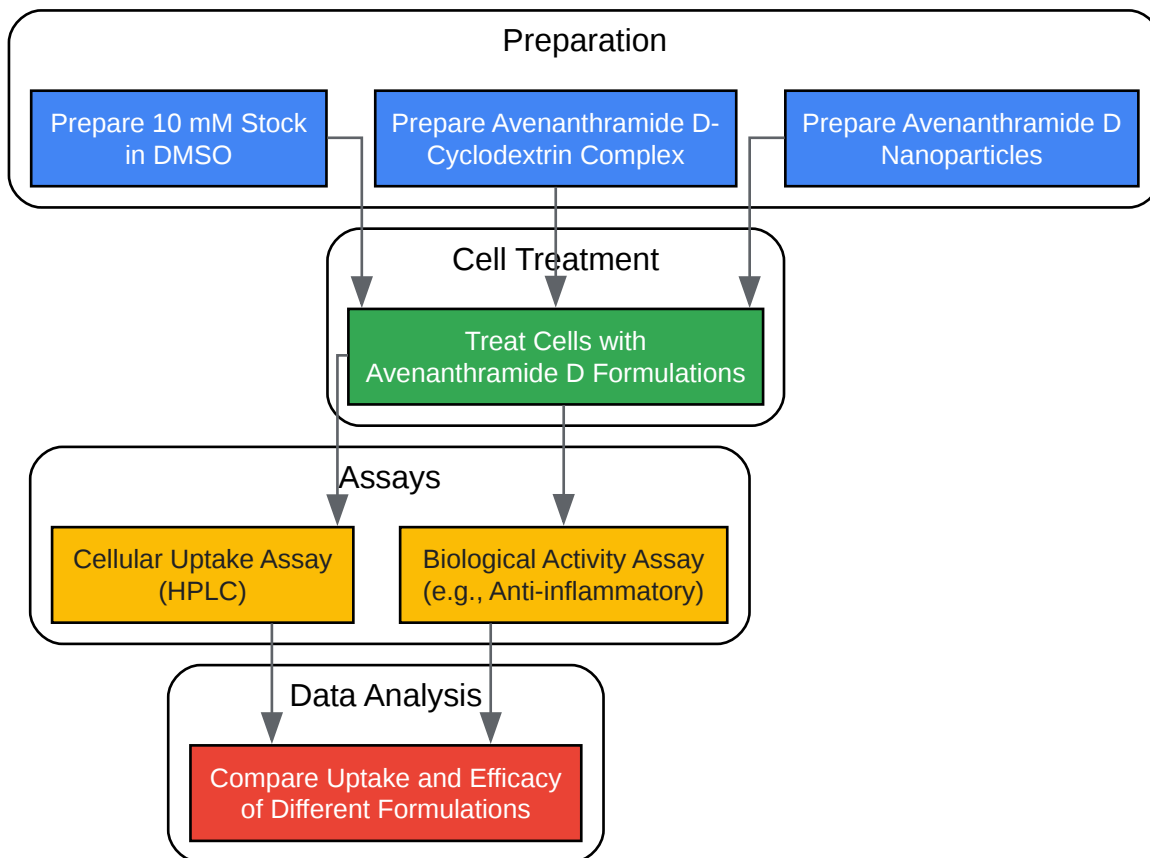 Preparation
Prepare 10 mM Stock
in DMSO
Prepare Avenanthramide D-
Cyclodextrin Complex
Prepare Avenanthramide D
Nanoparticles
Cell Treatment
Treat Cells with
Avenanthramide D Formulations
Assays
Cellular Uptake Assay
(HPLC)
Biological Activity Assay
(e.g., Anti-inflammatory)
Data Analysis
Compare Uptake and Efficacy
of Different Formulations